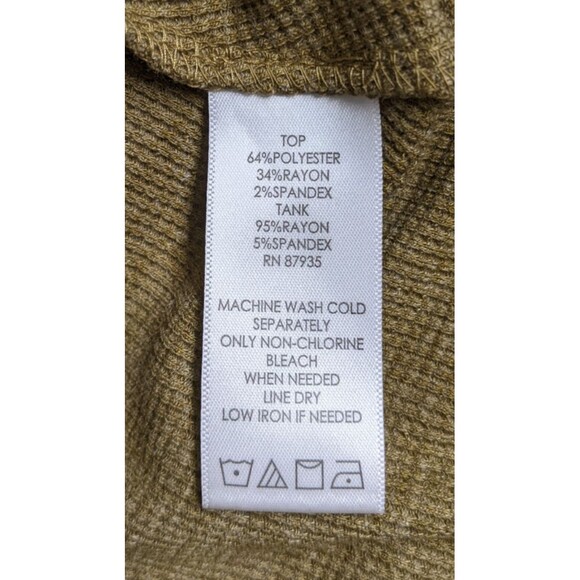 TOP
64%POLYESTER
34%RAYON
2%SPANDEX
TANK
95%RAYON
5%SPANDEX
RN 87935
MACHINE WASH COLD
SEPARATELY
ONLY NON-CHLORINE
BLEACH
WHEN NEEDED
LINE DRY
LOW IRON IF NEEDED